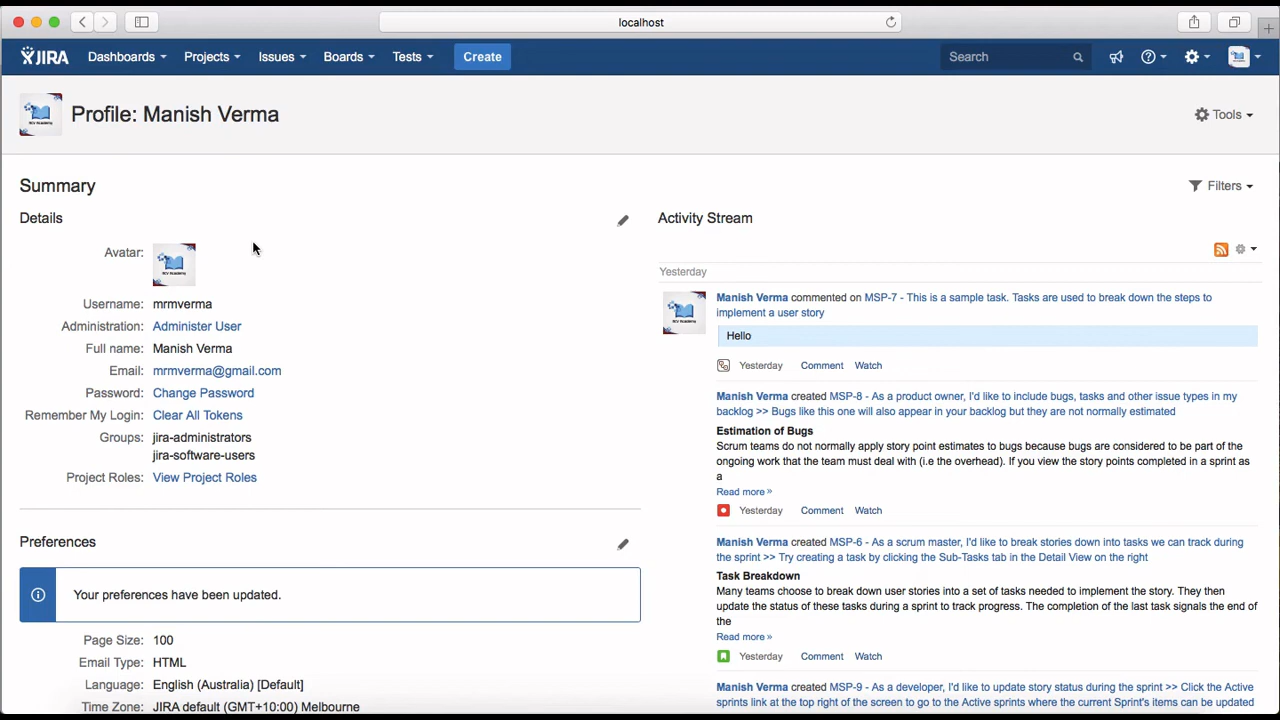 localhost
JIRA Dashboards Projects Issues Boards Tests Create Search
Profile: Manish Verma
Tools
Summary
Filters
Details
Avatar:
Username: mrmverma
Administration: Administer User
Full name: Manish Verma
Email: mrmverma@gmail.com
Password: Change Password
Remember My Login: Clear All Tokens
Groups: jira-administrators
jira-software-users
Project Roles: View Project Roles
Preferences
Your preferences have been updated.
Page Size: 100
Email Type: HTML
Language: English (Australia) [Default]
Time Zone: JIRA default (GMT+10:00) Melbourne
Activity Stream
Yesterday
Manish Verma commented on MSP-7 - This is a sample task. Tasks are used to break down the steps to
implement a user story
Hello
Yesterday Comment Watch
Manish Verma created MSP-8 - As a product owner, I'd like to include bugs, tasks and other issue types in my
backlog >> Bugs like this one will also appear in your backlog but they are not normally estimated
Estimation of Bugs
Scrum teams do not normally apply story point estimates to bugs because bugs are considered to be part of the
ongoing work that the team must deal with (i.e the overhead). If you view the story points completed in a sprint as
a
Read more »
Yesterday Comment Watch
Manish Verma created MSP-6 - As a scrum master, I'd like to break stories down into tasks we can track during
the sprint >> Try creating a task by clicking the Sub-Tasks tab in the Detail View on the right
Task Breakdown
Many teams choose to break down user stories into a set of tasks needed to implement the story. They then
update the status of these tasks during a sprint to track progress. The completion of the last task signals the end of
the
Read more »
Yesterday Comment Watch
Manish Verma created MSP-9 - As a developer, I'd like to update story status during the sprint >> Click the Active
sprints link at the top right of the screen to go to the Active sprints where the current Sprint's items can be updated